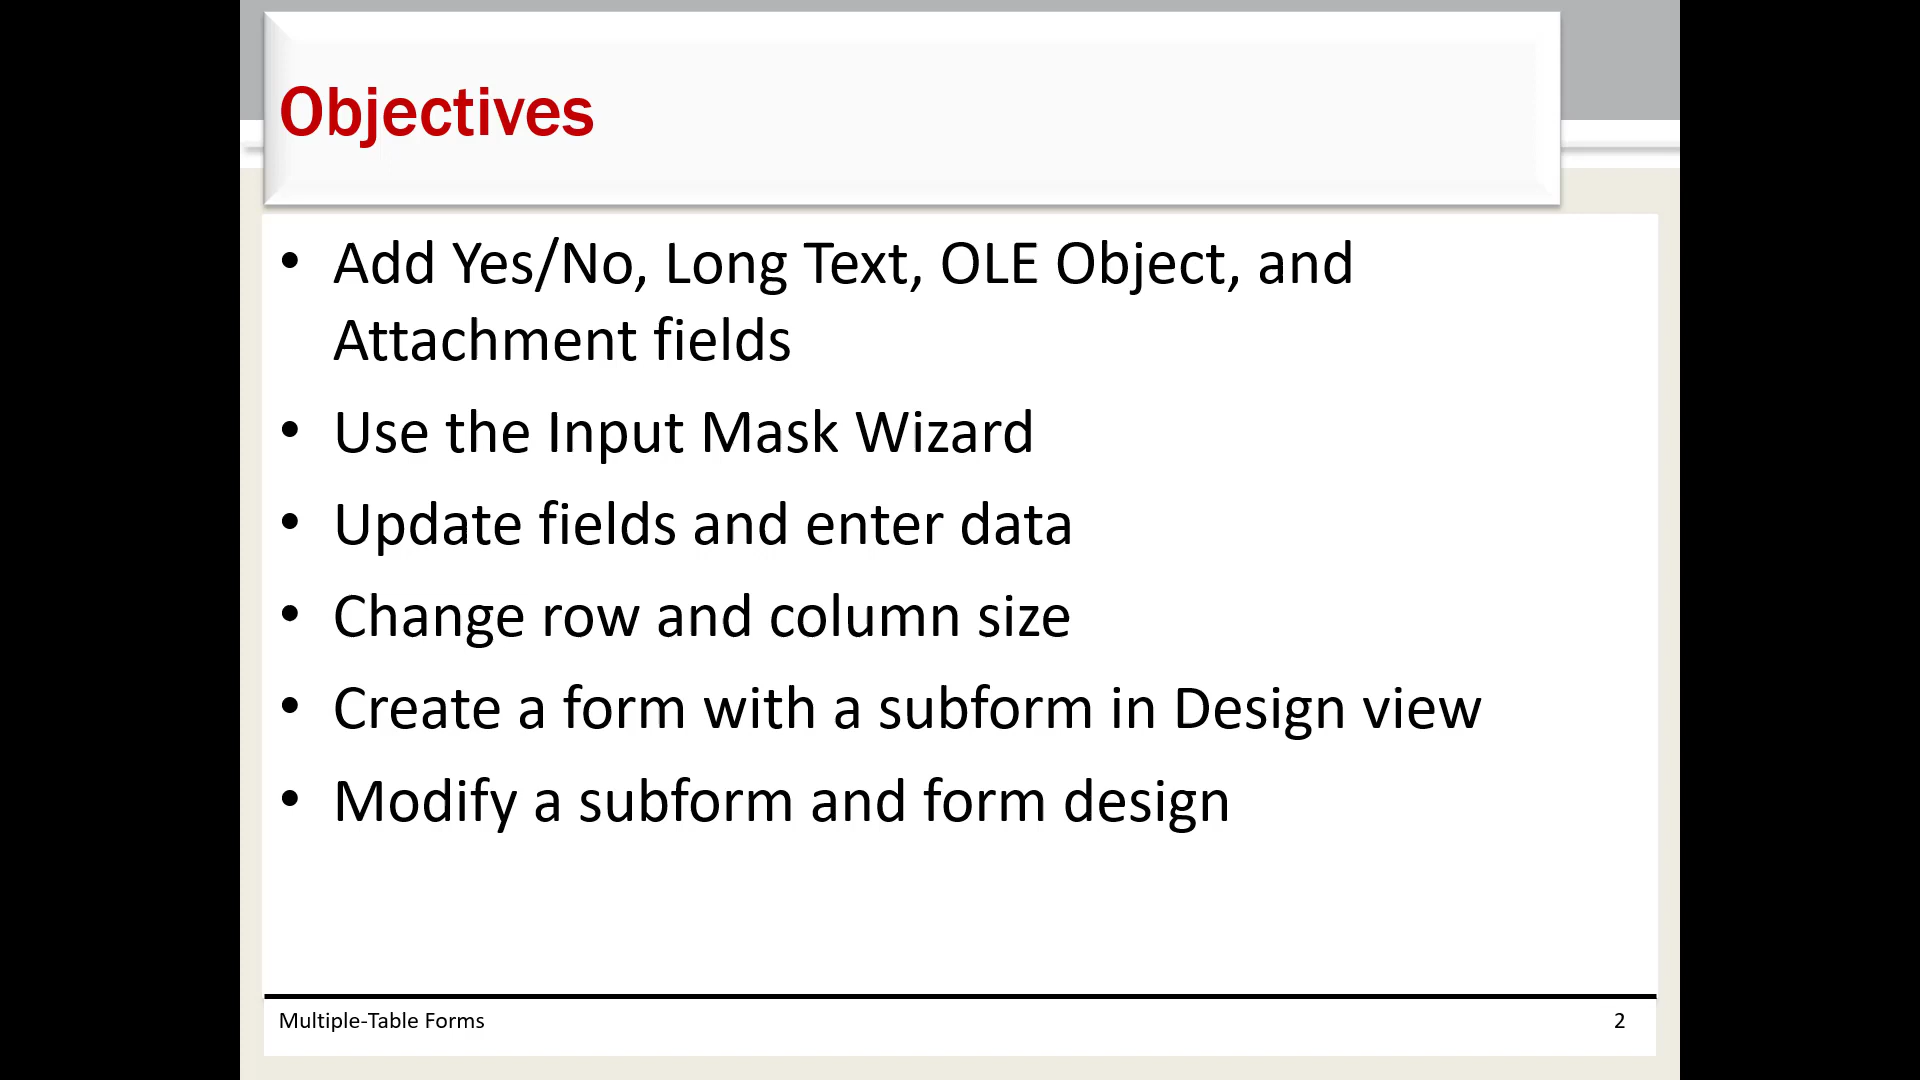 Objectives
• Add Yes/No, Long Text, OLE Object, and
Attachment fields
• Use the Input Mask Wizard
• Update fields and enter data
• Change row and column size
• Create a form with a subform in Design view
• Modify a subform and form design
Multiple-Table Forms
2